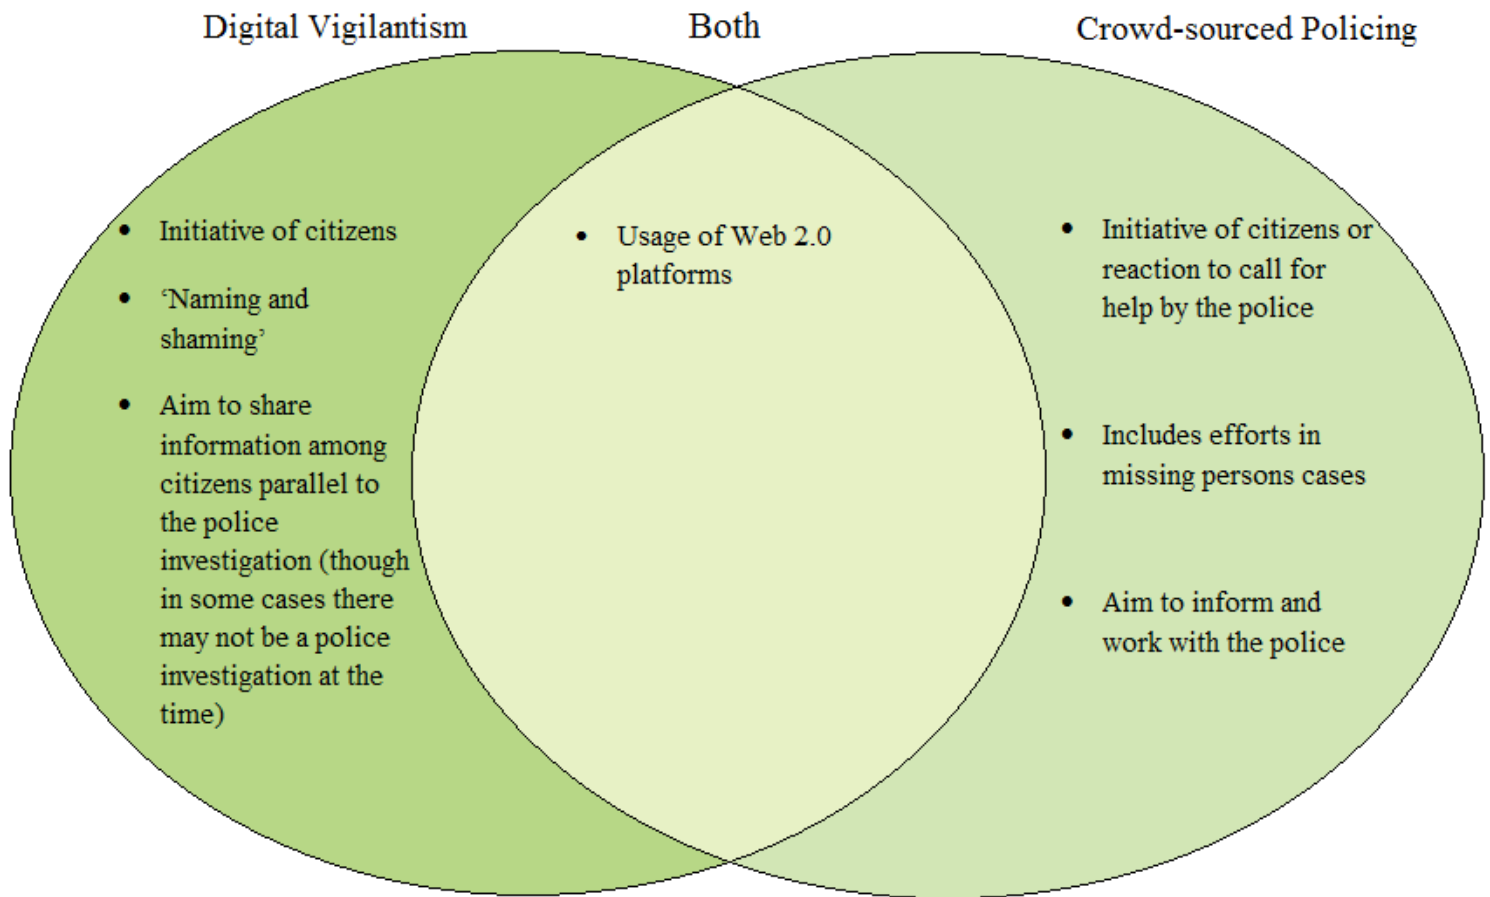 Digital Vigilantism
Both
Crowd-sourced Policing
• Initiative of citizens
• ‘Naming and
shaming’
• Aim to share
information among
citizens parallel to
the police
investigation (though
in some cases there
may not be a police
investigation at the
time)
• Usage of Web 2.0
platforms
• Initiative of citizens or
reaction to call for
help by the police
• Includes efforts in
missing persons cases
• Aim to inform and
work with the police